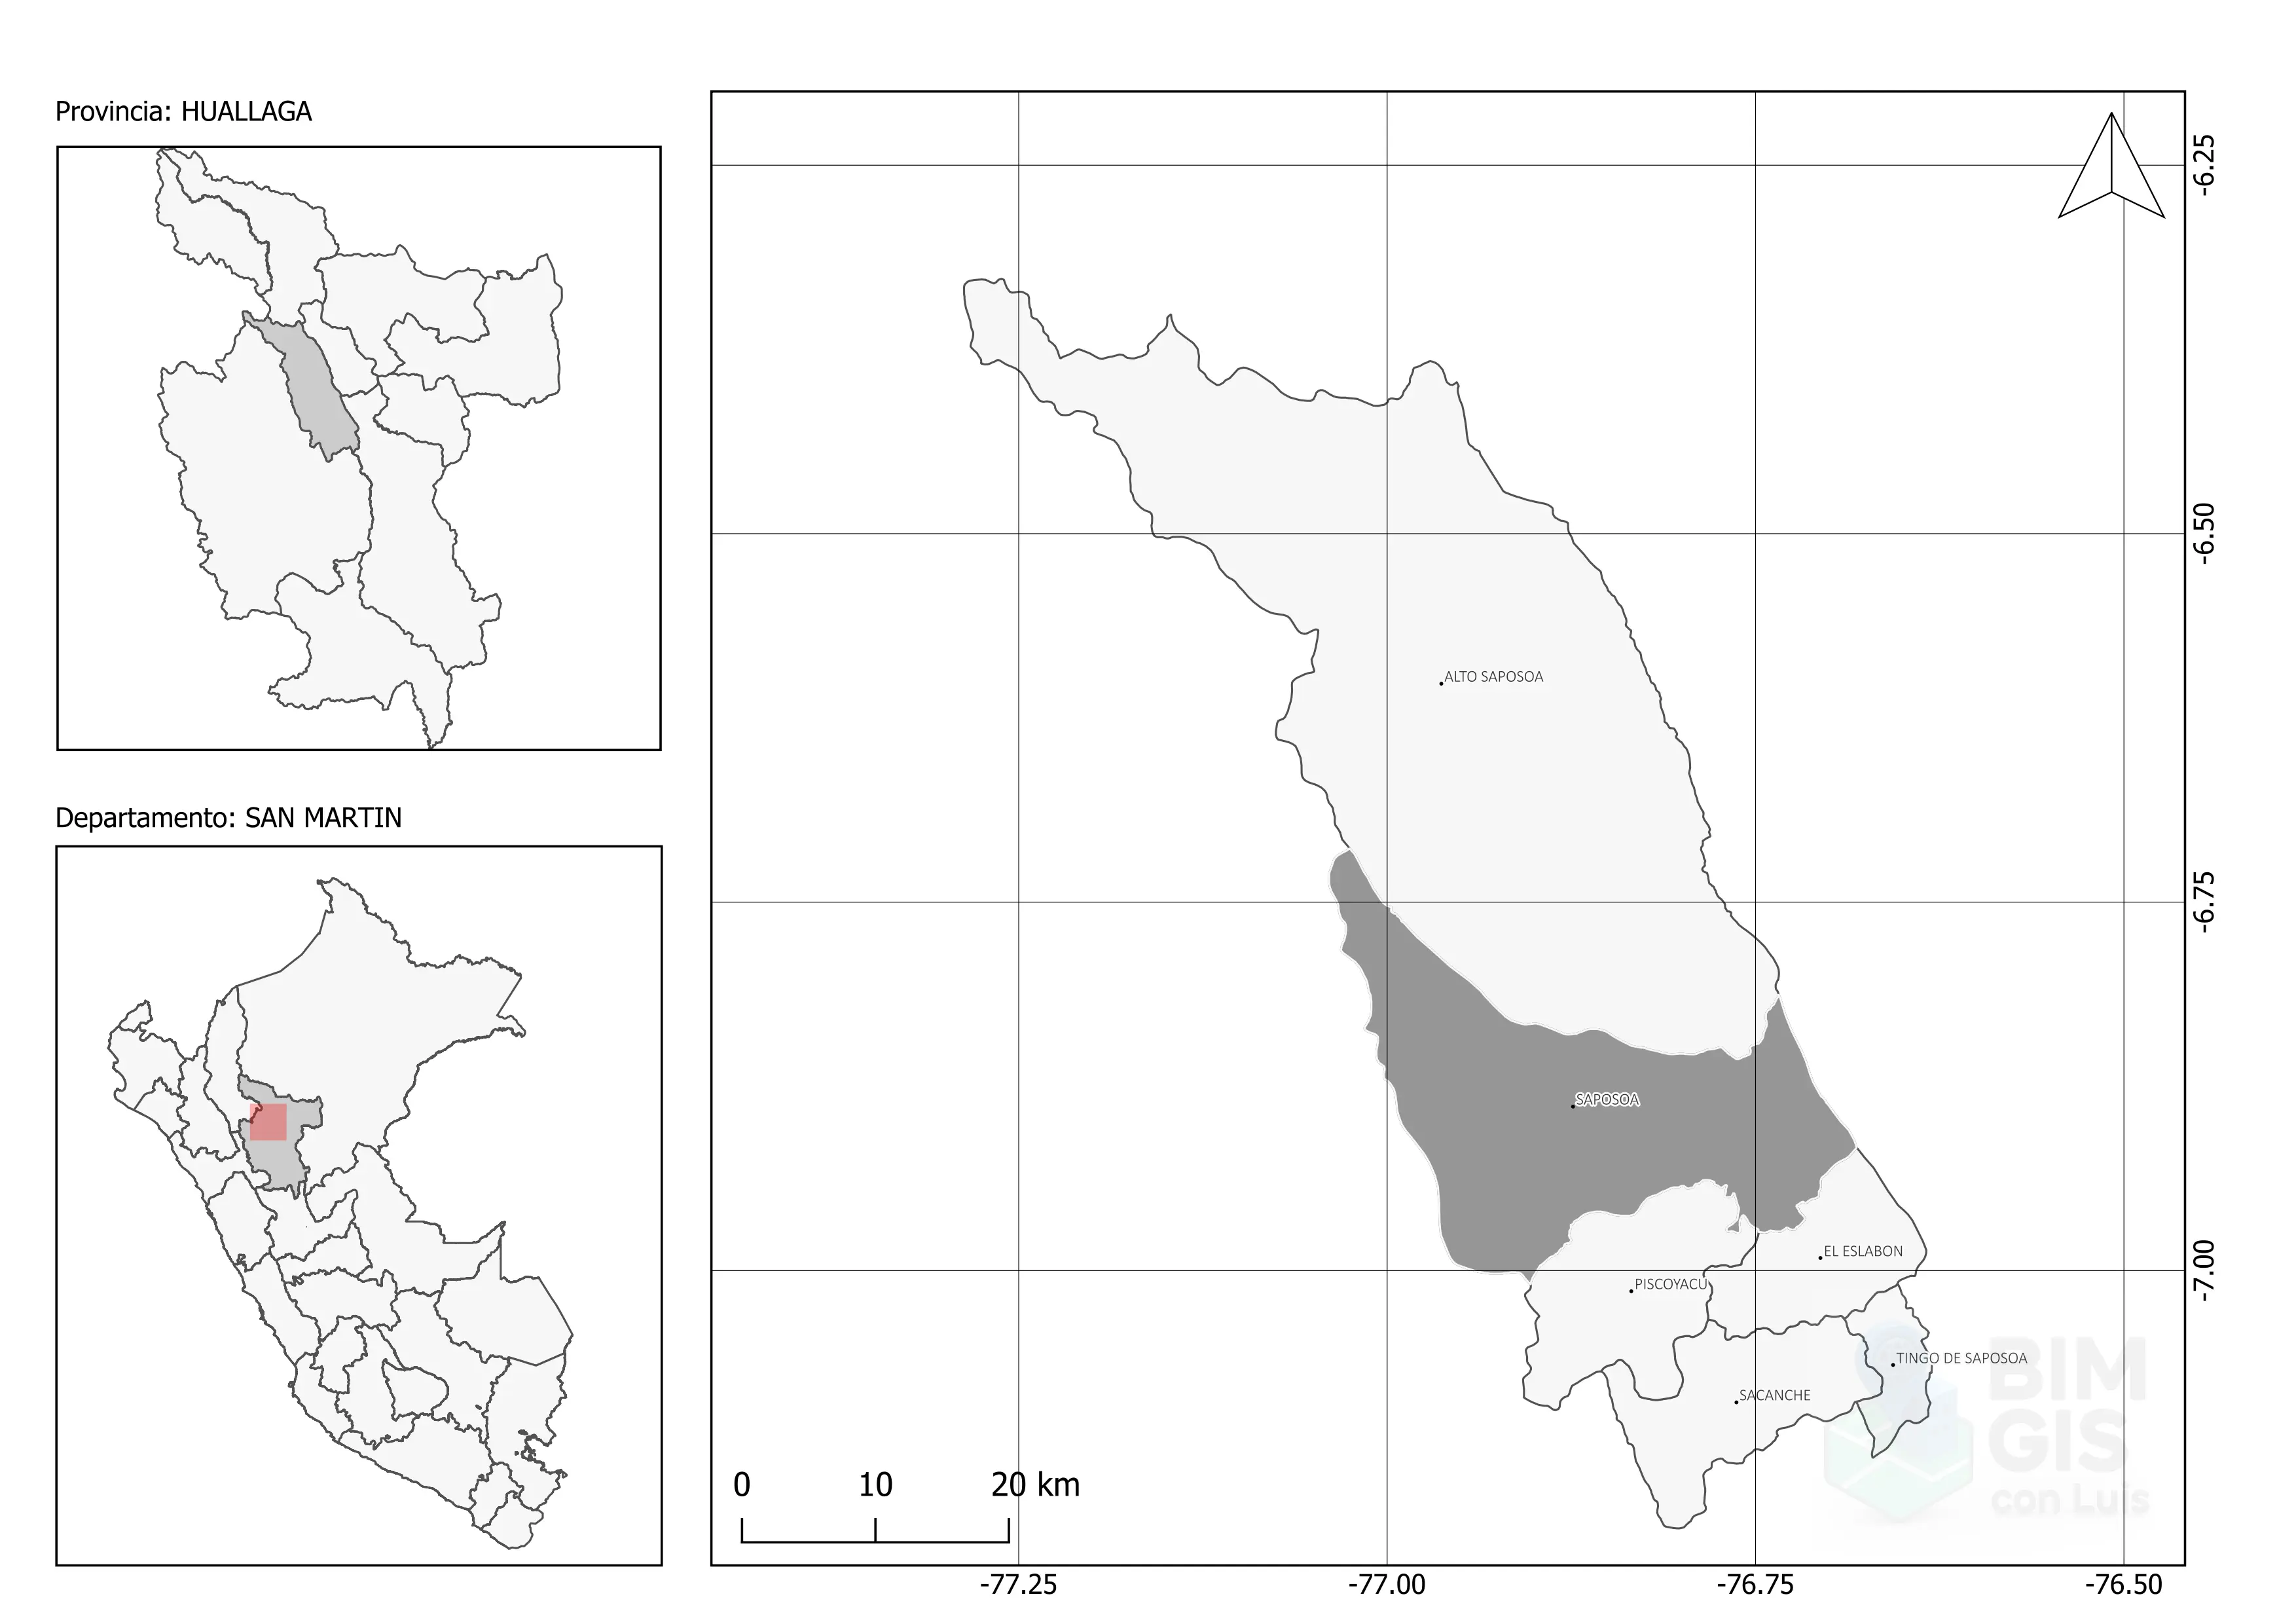 Provincia: HUALLAGA
Departamento: SAN MARTIN
-6.25
-6.50
-6.75
-7.00
ALTO SAPOSOA
SAPOSOA
EL ESLABON
PISCOYACU
TINGO DE SAPOSOA
SACANCHE
BIM
GIS
con Luis
0 10 20 km
-77.25 -77.00 -76.75 -76.50